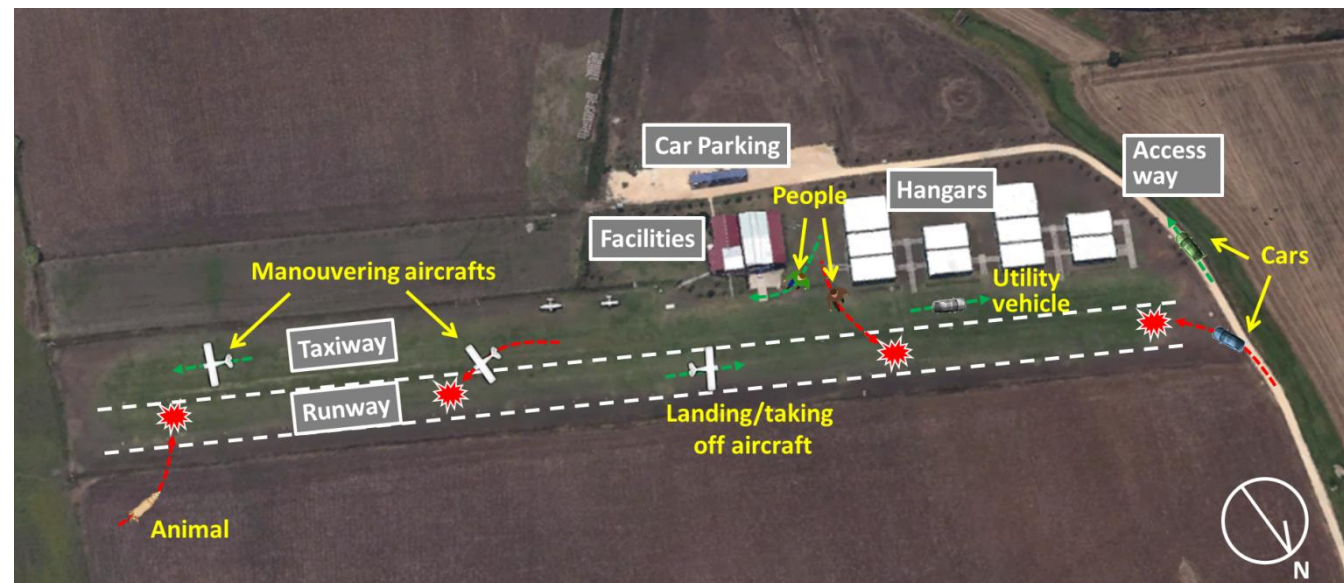 Car Parking
Access
way
People
Hangars
Facilities
Cars
Manouvering aircrafts
Utility
vehicle
Taxiway
Runway
Landing/taking
off aircraft
Animal
N